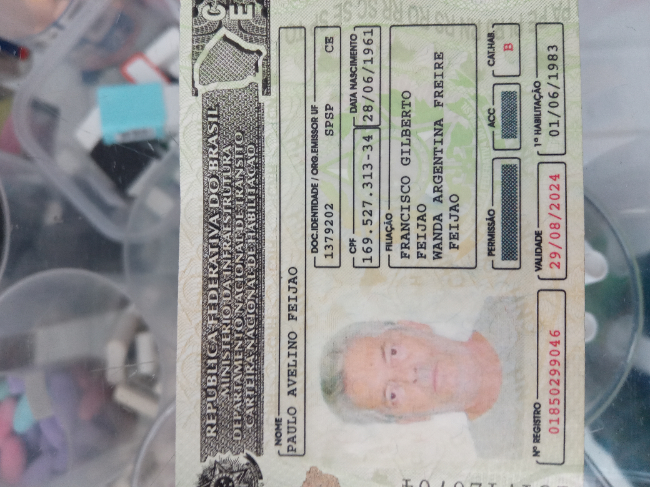 REPÚBLICA FEDERATIVA DO BRASIL
MINISTÉRIO DA INFRAESTRUTURA
DEPARTAMENTO NACIONAL DE TRÂNSITO
CARTEIRA NACIONAL DE HABILITAÇÃO
CE
NOME
PAULO AVELINO FEIJAO
DOC. IDENTIDADE / ORG. EMISSOR UF
1379202 SPSP CE
CPF
169.527.313-34
DATA NASCIMENTO
28/06/1961
FILIAÇÃO
FRANCISCO GILBERTO
FEIJAO
WANDA ARGENTINA FREIRE
FEIJAO
PERMISSÃO
ACC
CAT. HAB.
B
Nº REGISTRO
01850299046
VALIDADE
29/08/2024
1ª HABILITAÇÃO
01/06/1983